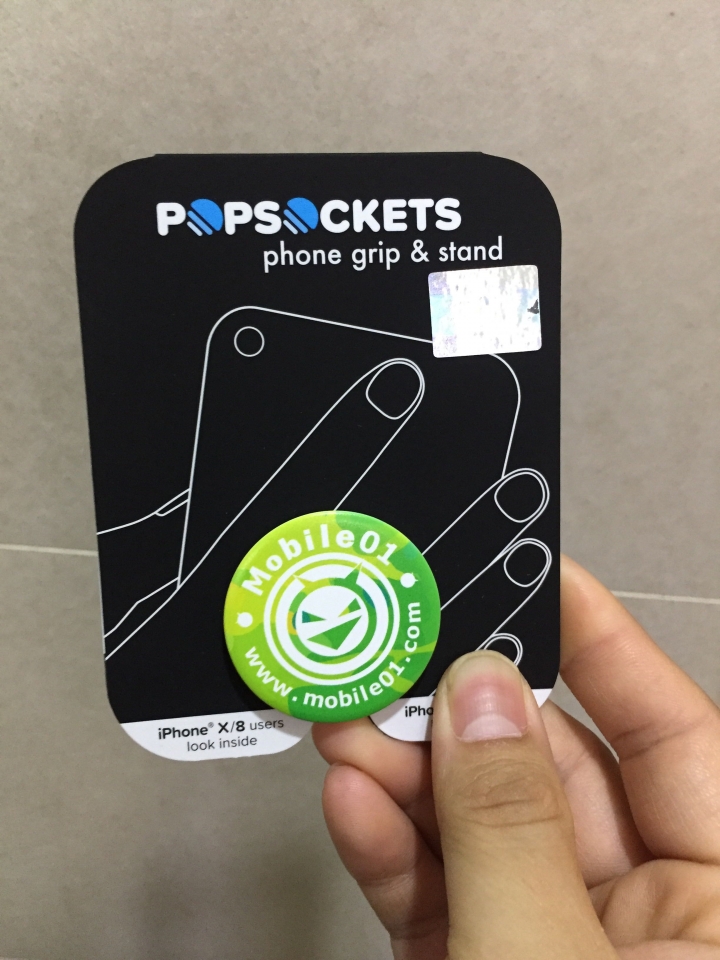 POPSOCKETS
phone grip & stand
Mobile01
www.mobile01.com
iPhone® X/8 users
look inside